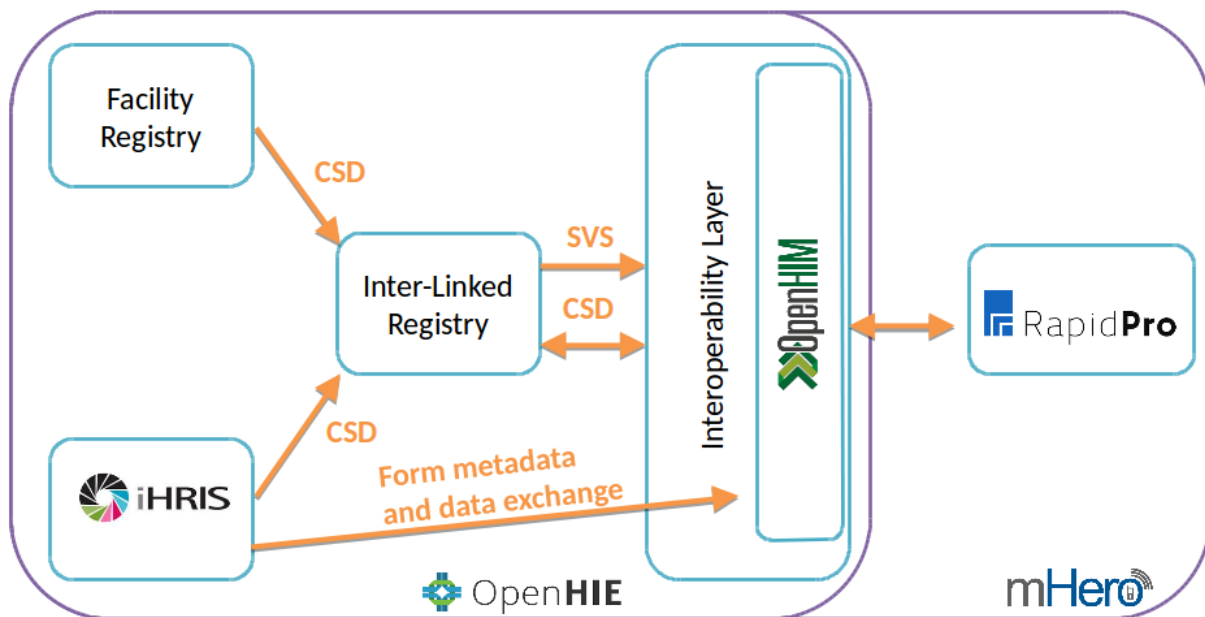 Facility
Registry
CSD
SVS
Inter-Linked
Registry
CSD
CSD
iHRIS
Form metadata
and data exchange
Interoperability Layer
OpenHIM
RapidPro
OpenHIE
mHero